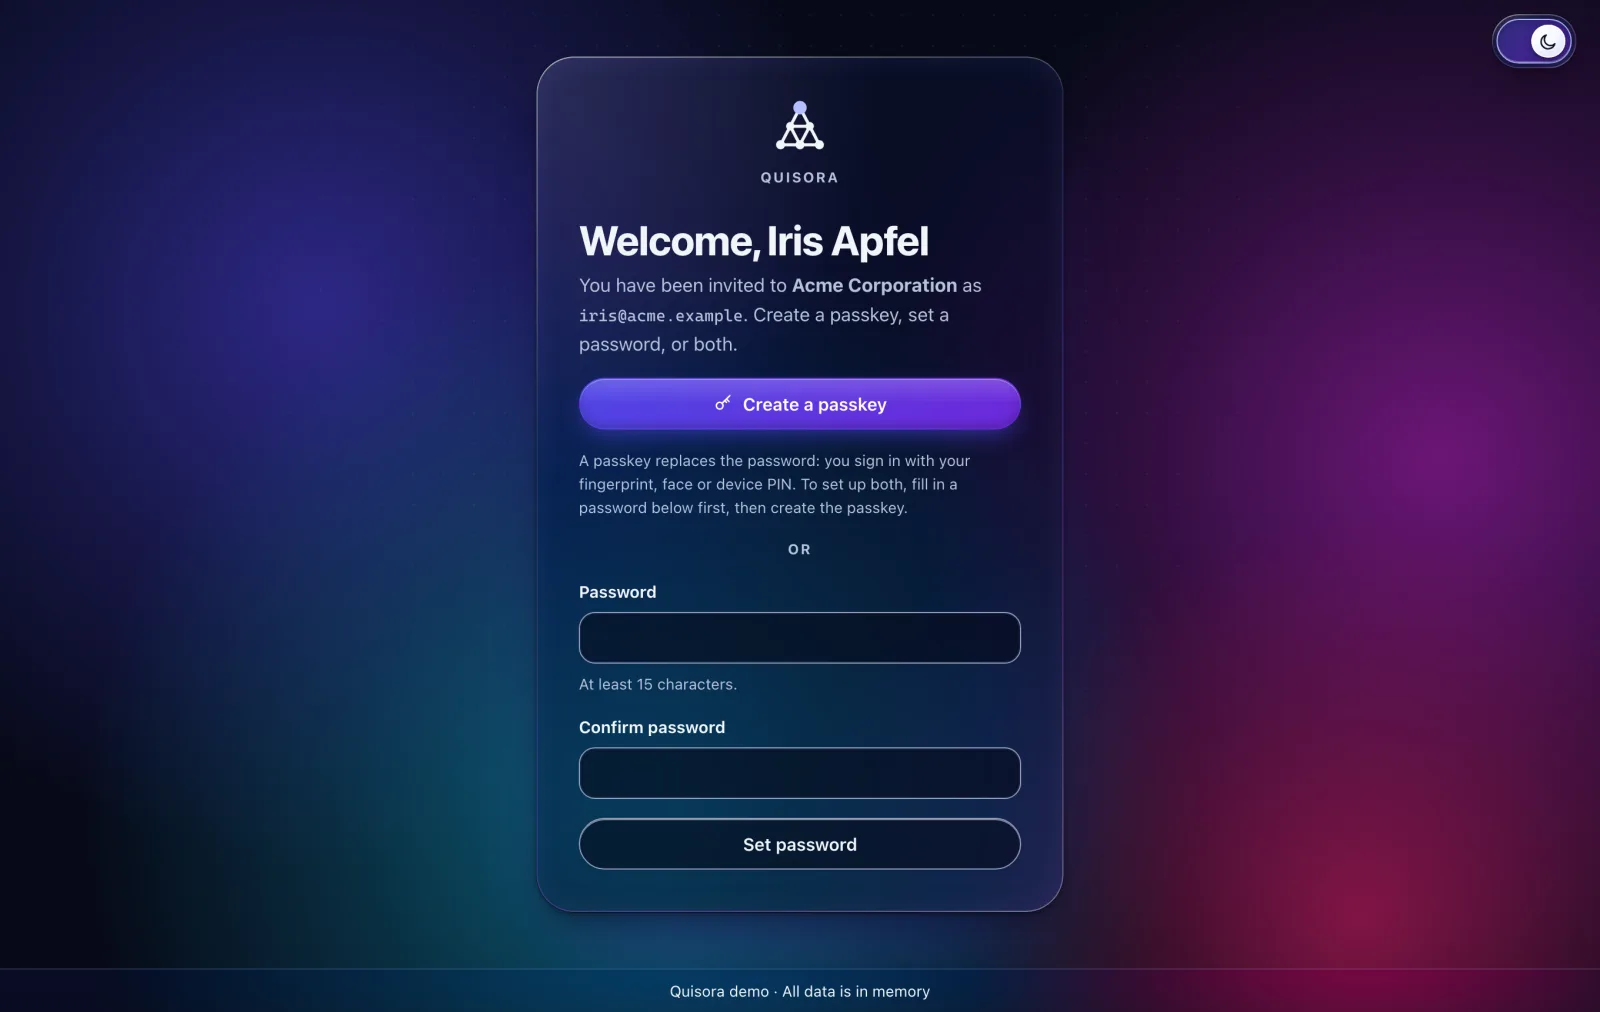 QUISORA
Welcome, Iris Apfel
You have been invited to Acme Corporation as
iris@acme.example. Create a passkey, set a
password, or both.
Create a passkey
A passkey replaces the password: you sign in with your
fingerprint, face or device PIN. To set up both, fill in a
password below first, then create the passkey.
OR
Password
At least 15 characters.
Confirm password
Set password
Quisora demo · All data is in memory